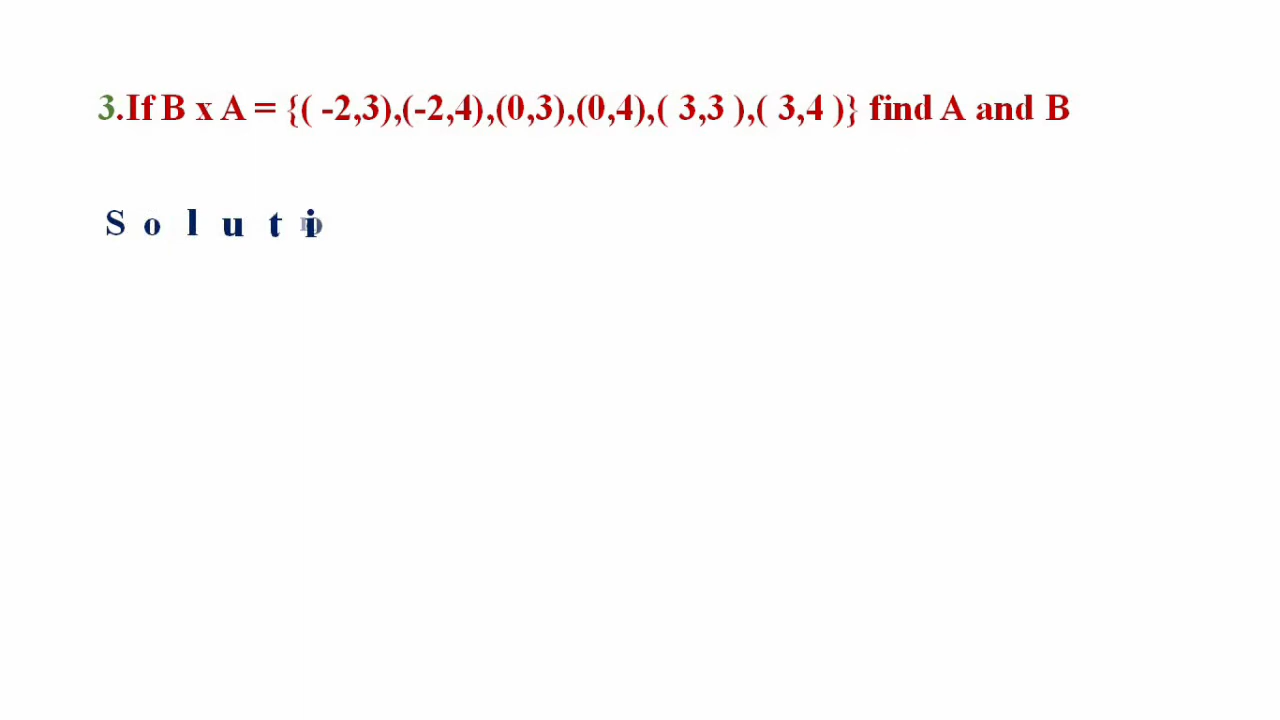 3.If B x A = {( -2,3),(-2,4),(0,3),(0,4),( 3,3 ),( 3,4 )} find A and B
S o l u t i